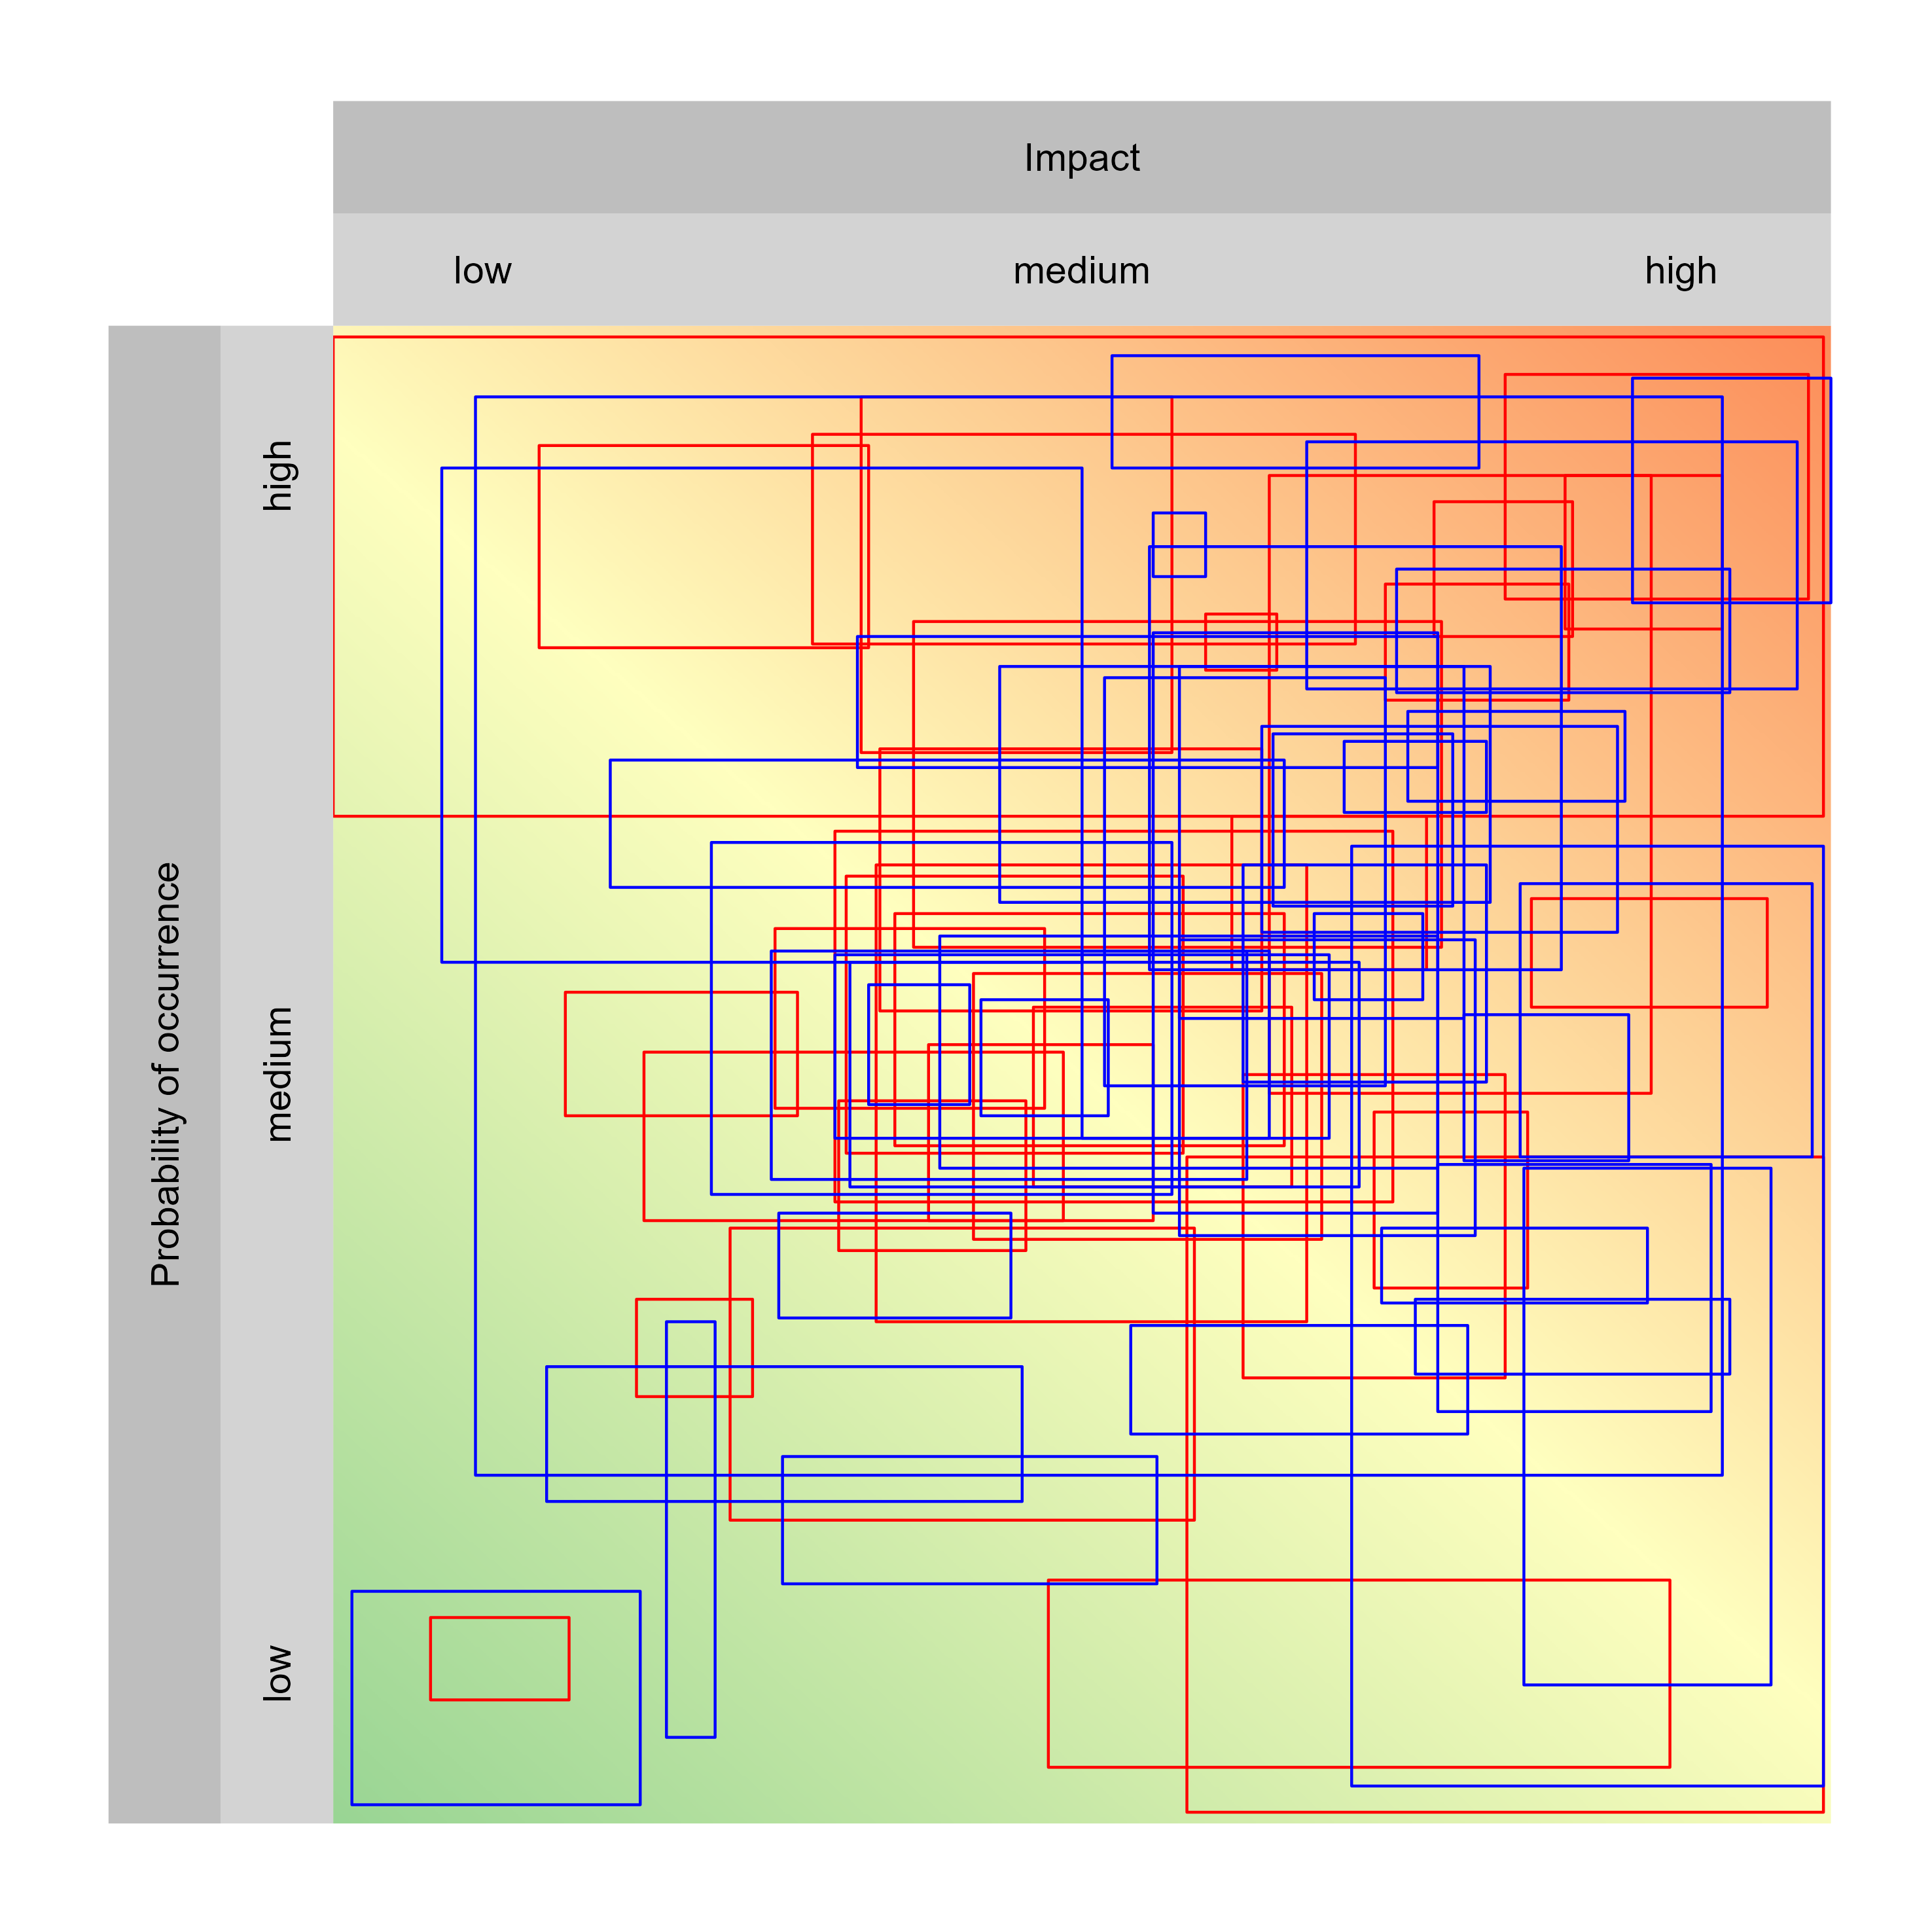 Impact
low medium high
Probability of occurrence
high
medium
low